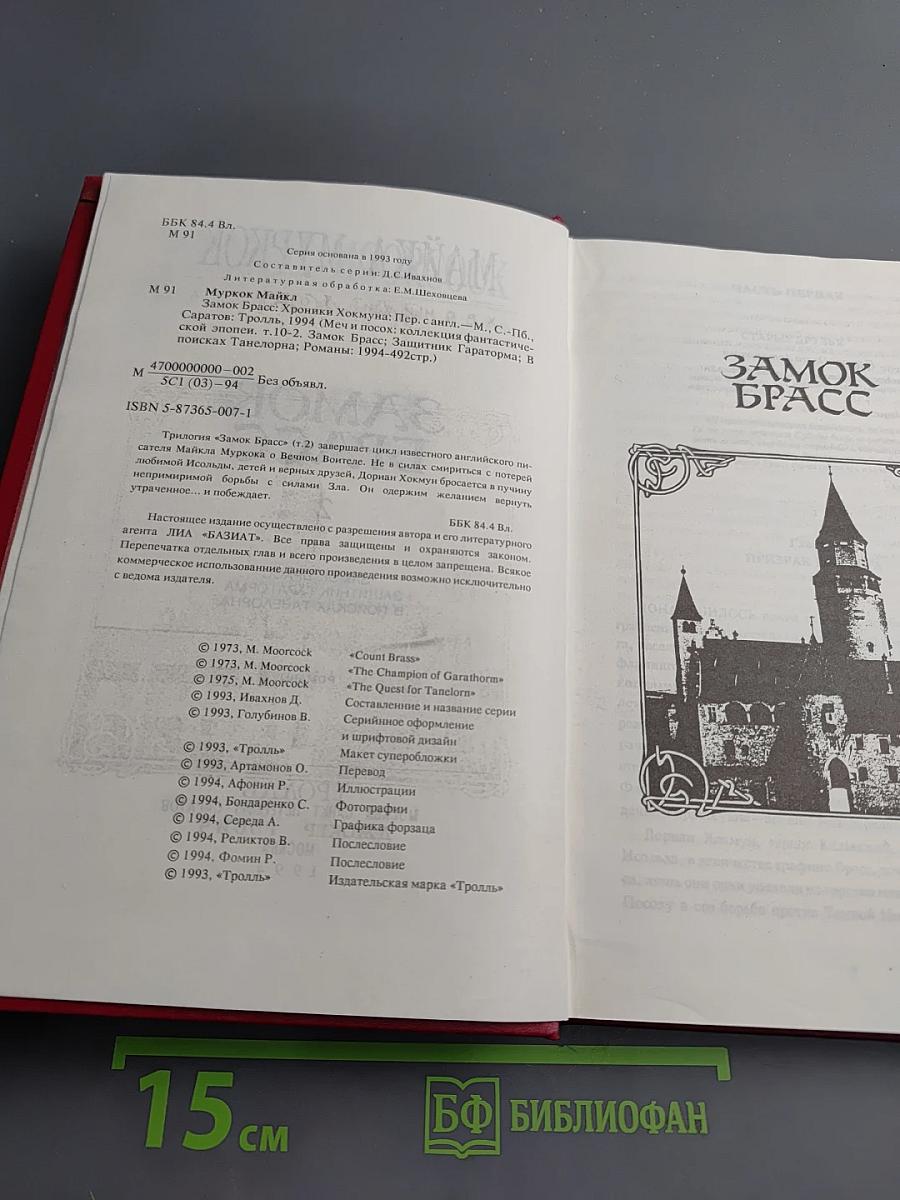 ББК 84.4 Вл.
М 91
Серия основана в 1993 году
Составитель серии: Д.С.Ивахнов
Литературная обработка: Е.М.Шеховцева
М 91 Муркок Майкл
Замок Брасс: Хроники Хокмуна: Пер. с англ.—М., С.-Пб.,
Саратов: Тролль, 1994 (Меч и посох: коллекция фантастиче-
ской эпопеи. т.10-2. Замок Брасс; Защитник Гараторма; В
поисках Танелорна; Романы: 1994-492стр.)
М 4700000000–002
5С1 (03)–94 Без объявл.
ISBN 5-87365-007-1
Трилогия «Замок Брасс» (т.2) завершает цикл известного английского пи-
сателя Майкла Муркока о Вечном Воителе. Не в силах смириться с потерей
любимой Исольды, детей и верных друзей, Дориан Хокмун бросается в пучину
непримиримой борьбы с силами Зла. Он одержим желанием вернуть
утраченное... и побеждает.
ББК 84.4 Вл.
Настоящее издание осуществлено с разрешения автора и его литературного
агента ЛИА «БАЗИАТ». Все права защищены и охраняются законом.
Перепечатка отдельных глав и всего произведения в целом запрещена. Всякое
коммерческое использованние данного произведения возможно исключительно
с ведома издателя.
© 1973, M. Moorcock «Count Brass»
© 1973, M. Moorcock «The Champion of Garathorm»
© 1975, M. Moorcock «The Quest for Tanelorn»
© 1993, Ивахнов Д. Составленние и название серии
© 1993, Голубинов В. Серийнное оформление
и шрифтовой дизайн
© 1993, «Тролль» Макет суперобложки
© 1993, Артамонов О. Перевод
© 1994, Афонин Р. Иллюстрации
© 1994, Бондаренко С. Фотографии
© 1994, Середа А. Графика форзаца
© 1994, Реликтов В. Послесловие
© 1994, Фомин Р. Послесловие
© 1993, «Тролль» Издательская марка «Тролль»
ЗАМОК
БРАСС
15 см
БФ БИБЛИОФАН